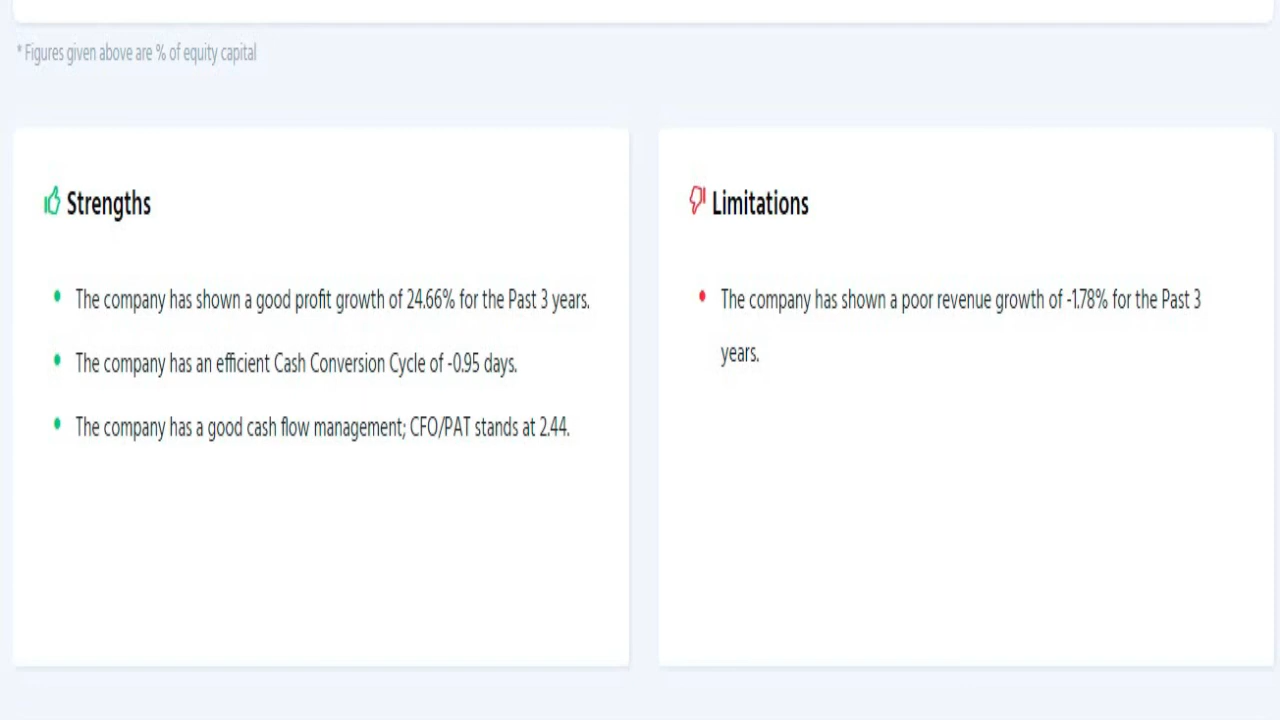 * Figures given above are % of equity capital
Strengths
The company has shown a good profit growth of 24.66% for the Past 3 years.
The company has an efficient Cash Conversion Cycle of -0.95 days.
The company has a good cash flow management; CFO/PAT stands at 2.44.
Limitations
The company has shown a poor revenue growth of -1.78% for the Past 3
years.